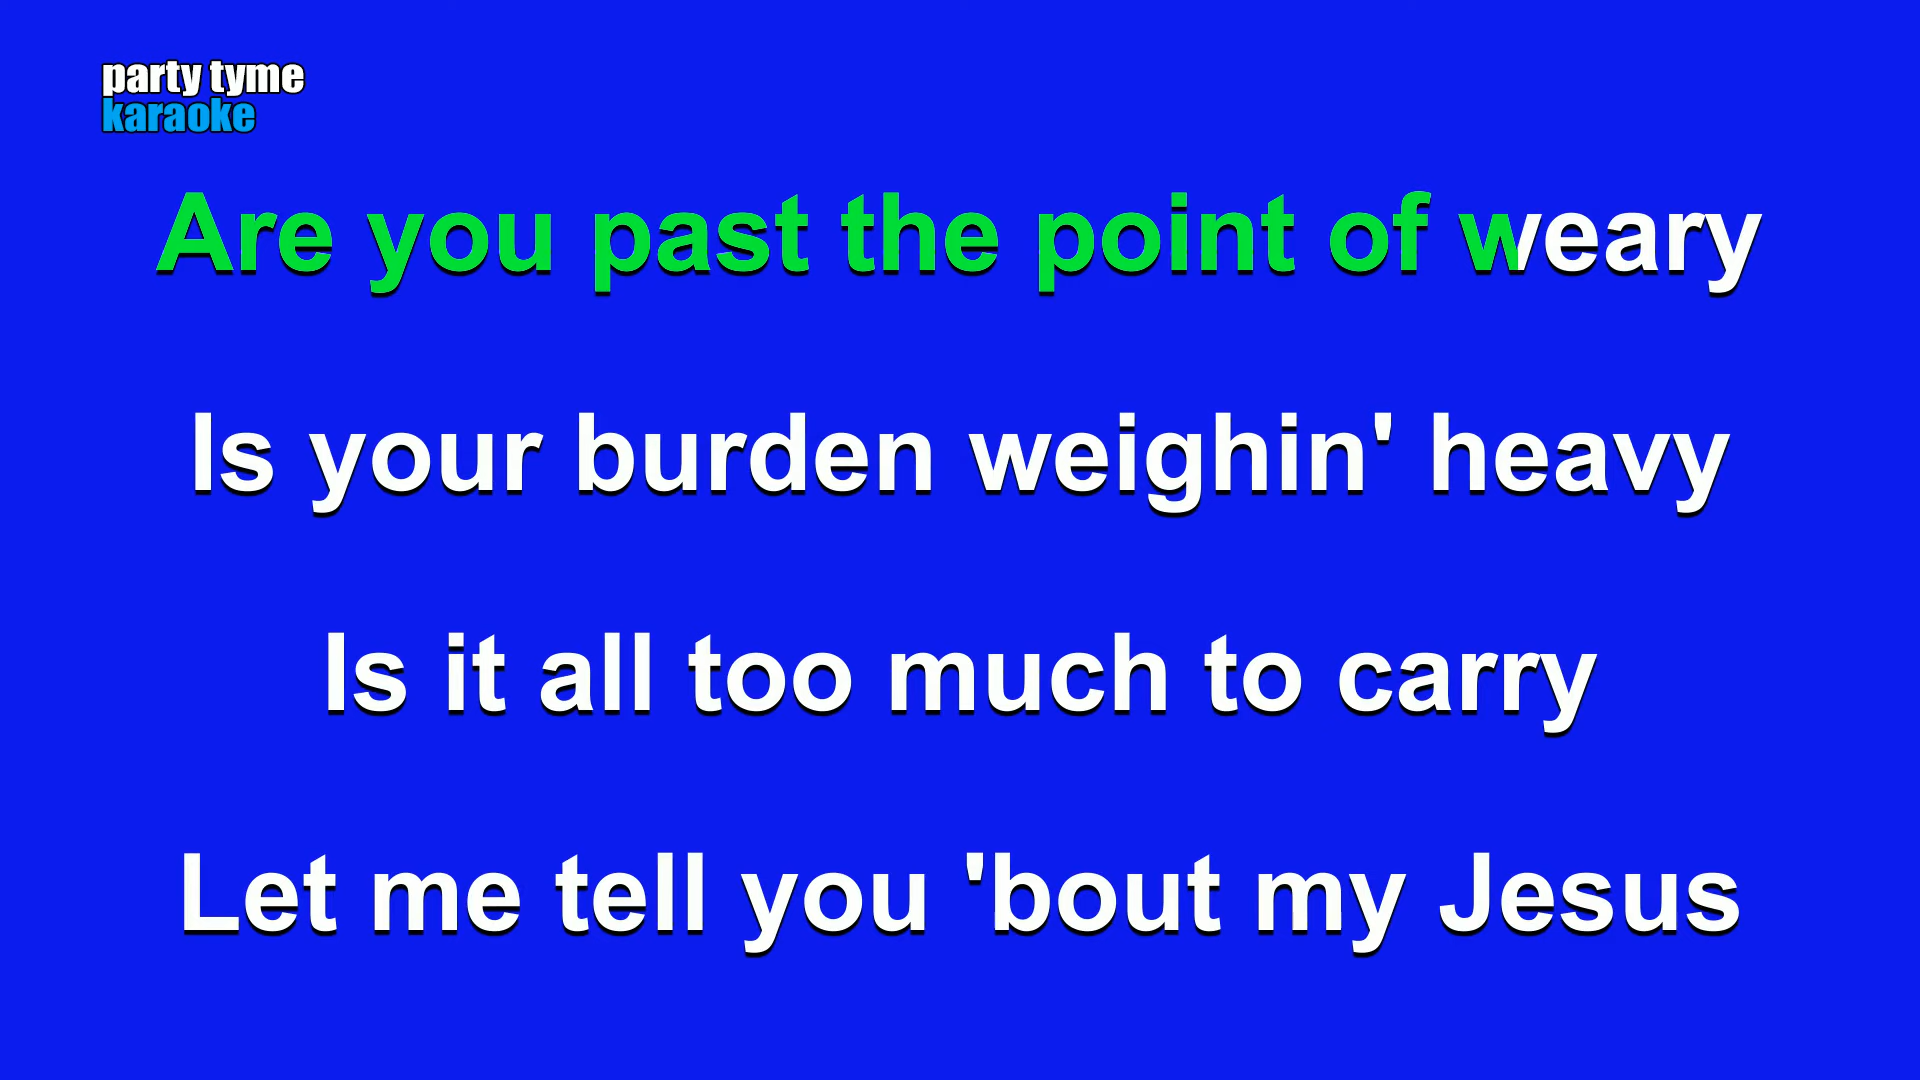 party tyme
karaoke
Are you past the point of weary
Is your burden weighin' heavy
Is it all too much to carry
Let me tell you 'bout my Jesus